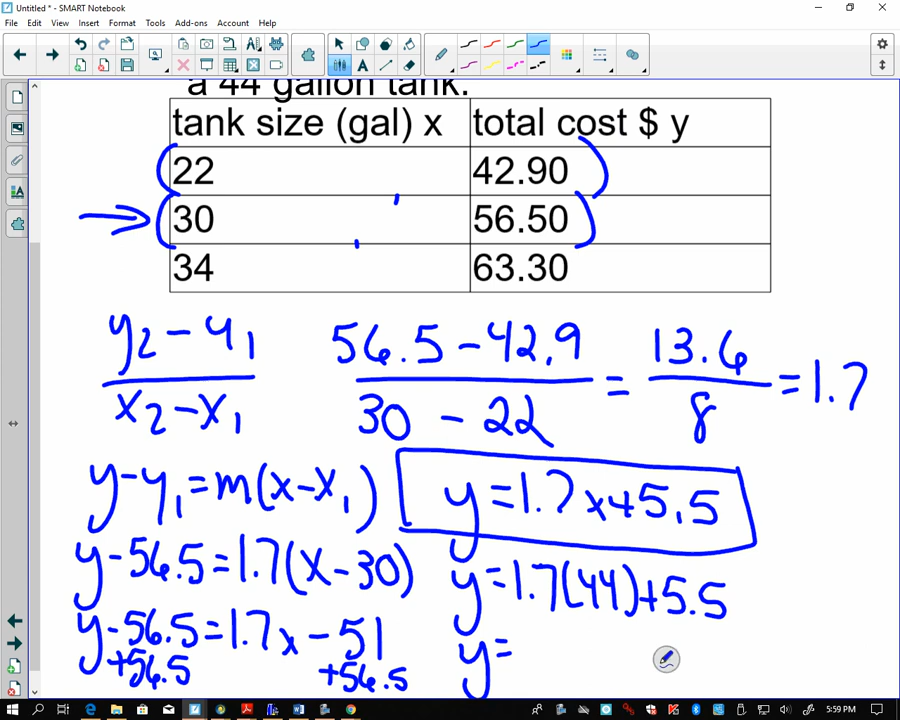 Untitled * - SMART Notebook
File Edit View Insert Format Tools Add-ons Account Help
a 44 gallon tank.
tank size (gal) x total cost $ y
22 42.90
30 56.50
34 63.30
y2 - y1 / x2 - x1 56.5 - 42.9 / 30 - 22 = 13.6 / 8 = 1.7
y - y1 = m(x - x1) y = 1.7x + 5.5
y - 56.5 = 1.7(x - 30) y = 1.7(44) + 5.5
y - 56.5 = 1.7x - 51 y =
+56.5 +56.5
5:59 PM